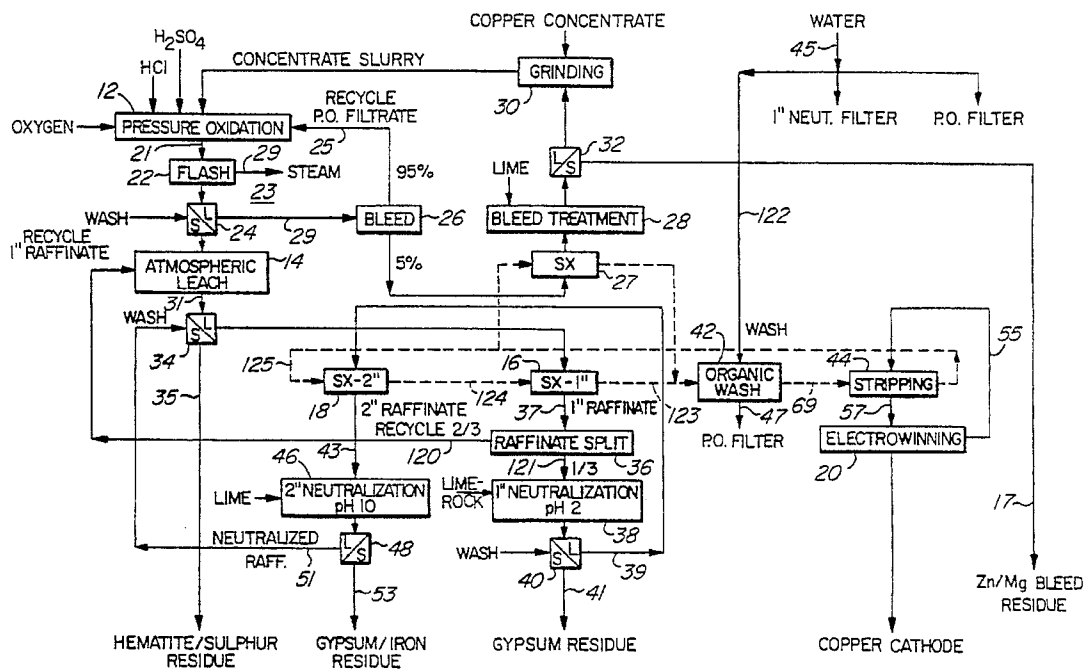 COPPER CONCENTRATE
WATER
H2SO4
HCl
CONCENTRATE SLURRY
45
GRINDING
30
12
RECYCLE
P.O. FILTRATE
25
OXYGEN
PRESSURE OXIDATION
1" NEUT. FILTER
P.O. FILTER
21
22
FLASH
29
STEAM
23
95%
L/S
32
LIME
WASH
S/L
24
29
BLEED
26
BLEED TREATMENT
28
122
RECYCLE
1" RAFFINATE
ATMOSPHERIC
LEACH
14
5%
SX
27
31
WASH
S/L
34
42
WASH
55
125
16
44
35
SX-2"
18
124
SX-1"
123
ORGANIC
WASH
69
STRIPPING
2" RAFFINATE
37
1" RAFFINATE
47
57
RECYCLE 2/3
120
43
RAFFINATE SPLIT
36
P.O. FILTER
ELECTROWINNING
20
46
121
1/3
LIME
2" NEUTRALIZATION
pH 10
LIME-
ROCK
1" NEUTRALIZATION
pH 2
38
17
NEUTRALIZED
RAFF.
51
L/S
48
WASH
S/L
40
39
53
41
Zn/Mg BLEED
RESIDUE
HEMATITE/SULPHUR
RESIDUE
GYPSUM/IRON
RESIDUE
GYPSUM RESIDUE
COPPER CATHODE